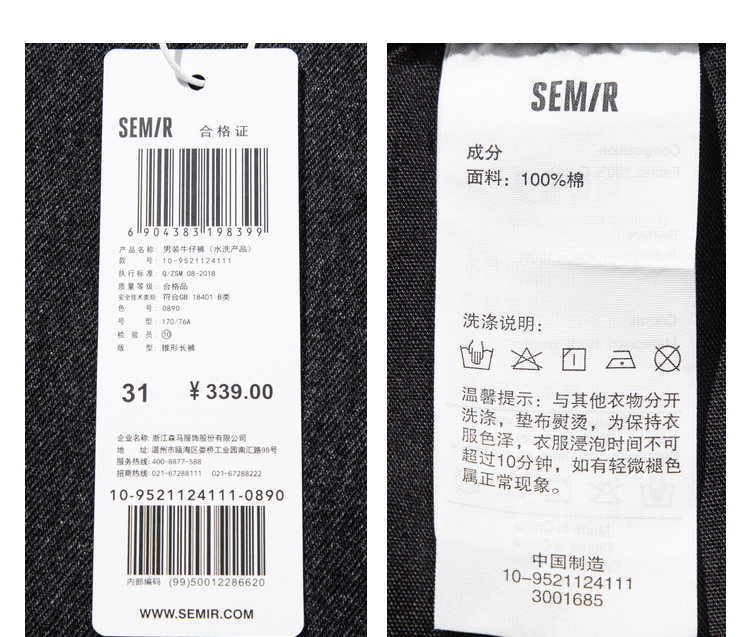 SEMIR 合格证
6 904383 198399
产品名称: 男装牛仔裤 (水洗产品)
款 号: 10-9521124111
执行标准: Q/ZSM 08-2018
质量等级: 合格品
安全技术类别: 符合GB 18401 B类
色 号: 0890
号 型: 170/76A
检 验 员: ⑩
版 型: 锥形长裤
31 ¥ 339.00
企业名称: 浙江森马服饰股份有限公司
地 址: 温州市瓯海区娄桥工业园南汇路98号
服务热线: 400-8877-588
招商热线: 021-67288111 021-67288222
10-9521124111-0890
内部编码 (99)50012286620
WWW.SEMIR.COM
SEMIR
成分
面料: 100%棉
洗涤说明:
温馨提示: 与其他衣物分开
洗涤, 垫布熨烫, 为保持衣
服色泽, 衣服浸泡时间不可
超过10分钟, 如有轻微褪色
属正常现象。
中国制造
10-9521124111
3001685